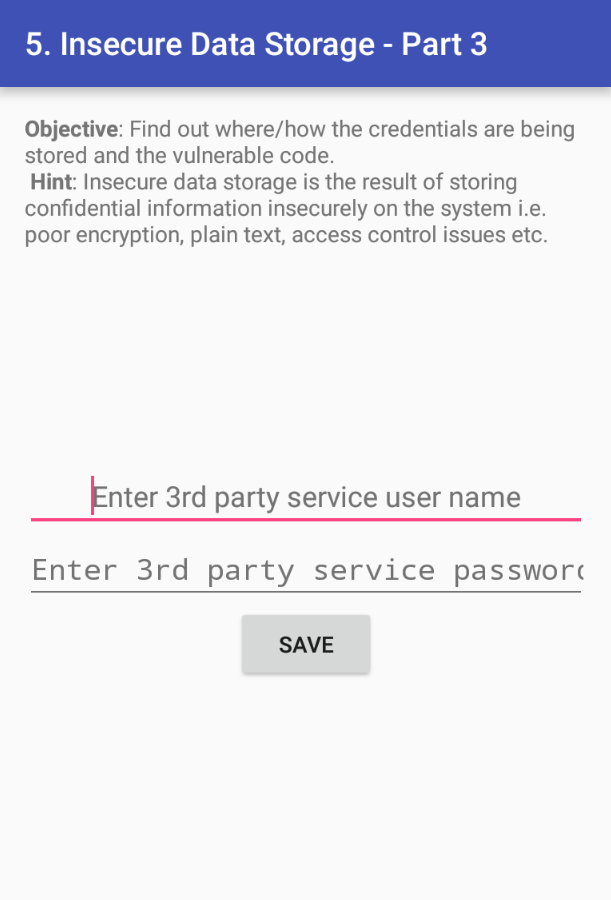 5. Insecure Data Storage - Part 3
Objective: Find out where/how the credentials are being
stored and the vulnerable code.
Hint: Insecure data storage is the result of storing
confidential information insecurely on the system i.e.
poor encryption, plain text, access control issues etc.
Enter 3rd party service user name
Enter 3rd party service password
SAVE